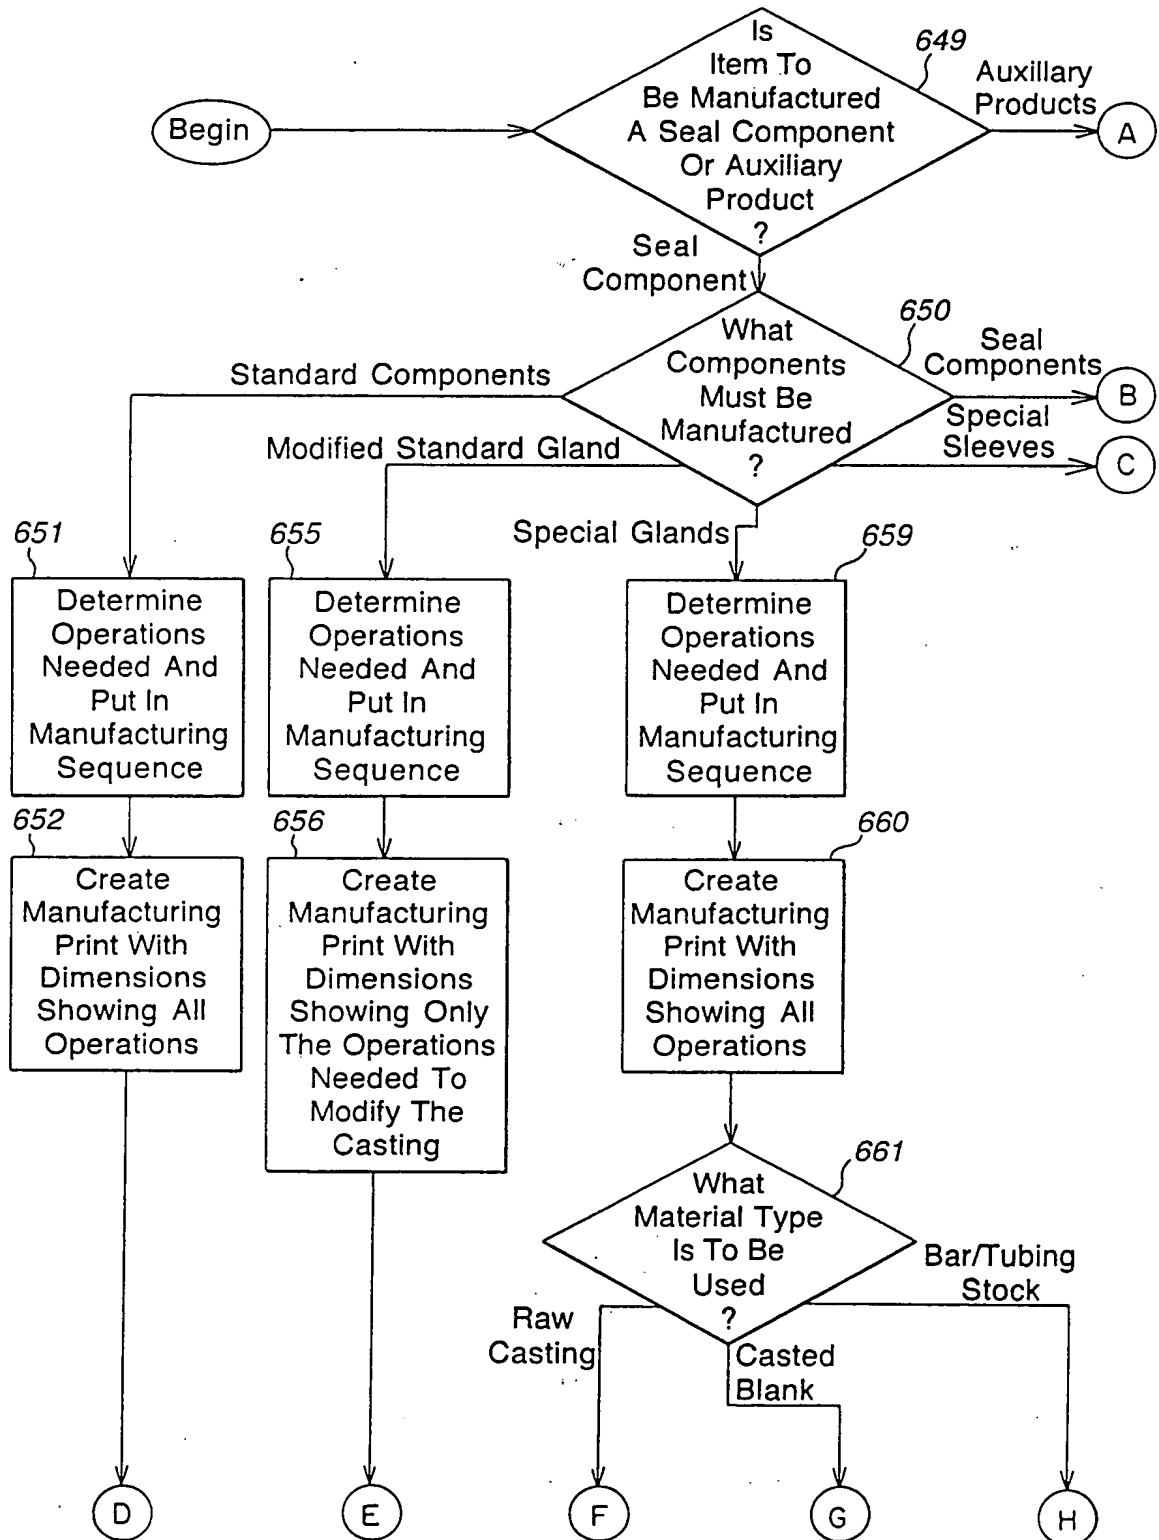 Begin
Is
Item To
Be Manufactured
A Seal Component
Or Auxiliary
Product
?
649
Auxillary
Products
A
Seal
Component
What
Components
Must Be
Manufactured
?
650
Seal
Components
B
Special
Sleeves
C
Standard Components
Modified Standard Gland
Special Glands
651
Determine
Operations
Needed And
Put In
Manufacturing
Sequence
655
Determine
Operations
Needed And
Put In
Manufacturing
Sequence
659
Determine
Operations
Needed And
Put In
Manufacturing
Sequence
652
Create
Manufacturing
Print With
Dimensions
Showing All
Operations
656
Create
Manufacturing
Print With
Dimensions
Showing Only
The Operations
Needed To
Modify The
Casting
660
Create
Manufacturing
Print With
Dimensions
Showing All
Operations
661
What
Material Type
Is To Be
Used
?
Raw
Casting
Casted
Blank
Bar/Tubing
Stock
D
E
F
G
H